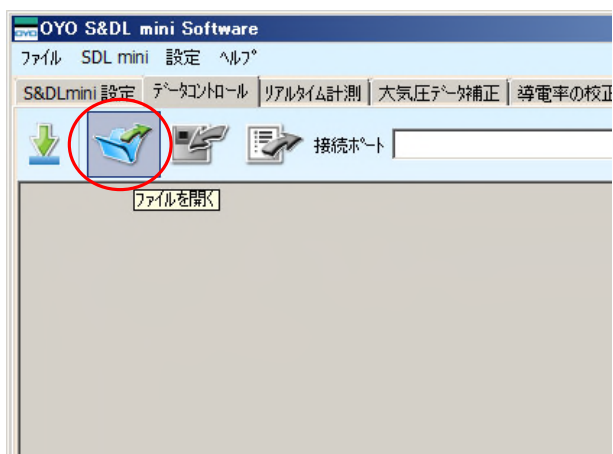 OYO S&DL mini Software
ファイル SDL mini 設定 ヘルプ
S&DLmini 設定 データコントロール リアルタイム計測 大気圧データ補正 導電率の校正
接続ポート
ファイルを開く